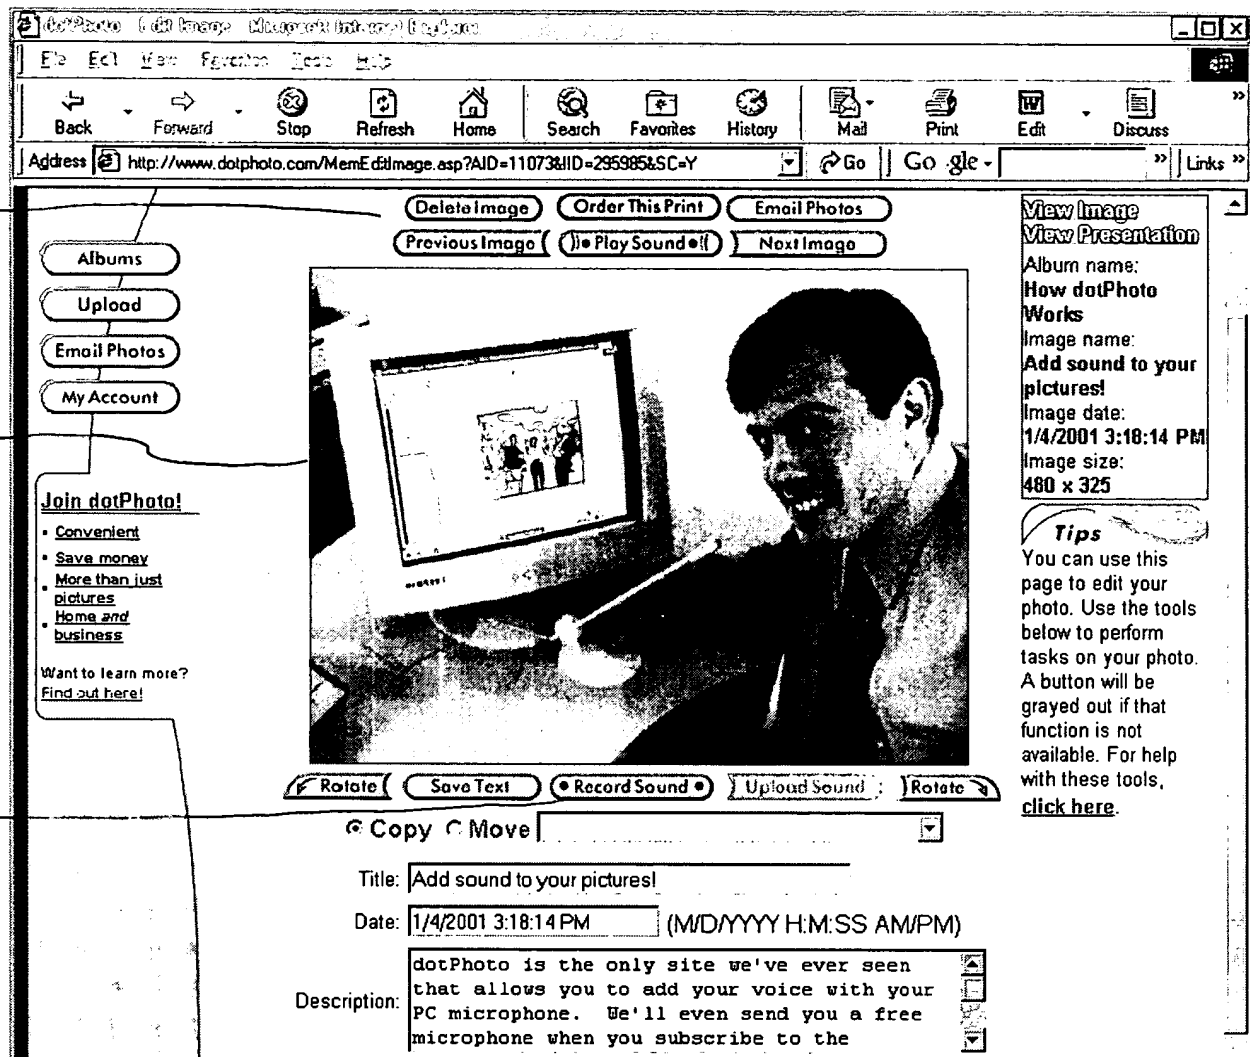 dotPhoto Edit Image Microsoft Internet Explorer
File Edit View Favorites Tools Help
Back Forward Stop Refresh Home Search Favorites History Mail Print Edit Discuss »
Address http://www.dotphoto.com/MemEditImage.asp?AID=11073&IID=295985&SC=Y Go Go gle » Links »
Delete Image Order This Print Email Photos
Previous Image Play Sound Next Image
Albums
Upload
Email Photos
My Account
Join dotPhoto!
Convenient
Save money
More than just
pictures
Home and
business
Want to learn more?
Find out here!
View Image
View Presentation
Album name:
How dotPhoto
Works
Image name:
Add sound to your
pictures!
Image date:
1/4/2001 3:18:14 PM
Image size:
480 x 325
Tips
You can use this
page to edit your
photo. Use the tools
below to perform
tasks on your photo.
A button will be
grayed out if that
function is not
available. For help
with these tools,
click here.
Rotate Save Text Record Sound Upload Sound Rotate
Copy Move
Title: Add sound to your pictures!
Date: 1/4/2001 3:18:14 PM (M/D/YYYY H:M:SS AM/PM)
Description:
dotPhoto is the only site we've ever seen
that allows you to add your voice with your
PC microphone. We'll even send you a free
microphone when you subscribe to the